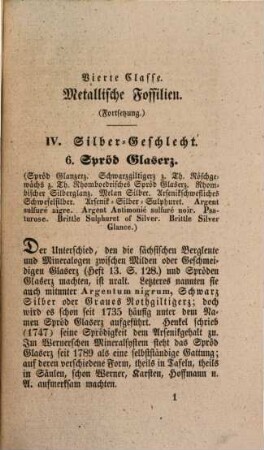 Vierte Classe.
Metallische Fossilien.
(Fortsetzung.)
IV. Silber-Geschlecht.
6. Spröd Glaserz.
(Spröd Glanzerz. Schwarzgiltigerz z. Th. Röschge-
wächs z. Th. Rhomboedrisches Spröd Glaserz. Rhom-
bischer Silberglanz. Melan Silber. Arsenikschwefliches
Schwefelsilber. Arsenik-Silber-Sulphuret. Argent
sulfuré aigre. Argent Antimonié sulfuré noir. Psa-
turose. Brittle Sulphuret of Silver. Brittle Silver
Glance.)
Der Unterschied, den die sächsischen Bergleute
und Mineralogen zwischen Milden oder Geschmei-
digen Glaserz (Heft 13. S. 128.) und Spröden
Glaserz machten, ist uralt. Letzteres nannten sie
auch mitunter Argentum nigrum, Schwarz
Silber oder Graues Rothgiltigerz; doch
wird es schon seit 1735 häufig unter dem Na-
men Spröd Glaserz aufgeführt. Henkel schrieb
(1747) seine Sprödigkeit dem Arsenikgehalt zu.
Im Wernerschen Mineralsystem steht das Spröd
Glaserz seit 1789 als eine selbstständige Gattung;
auf deren verschiedene Form, theils in Tafeln, theils
in Säulen, schon Werner, Karsten, Hoffmann u.
A. aufmerksam machten.
1